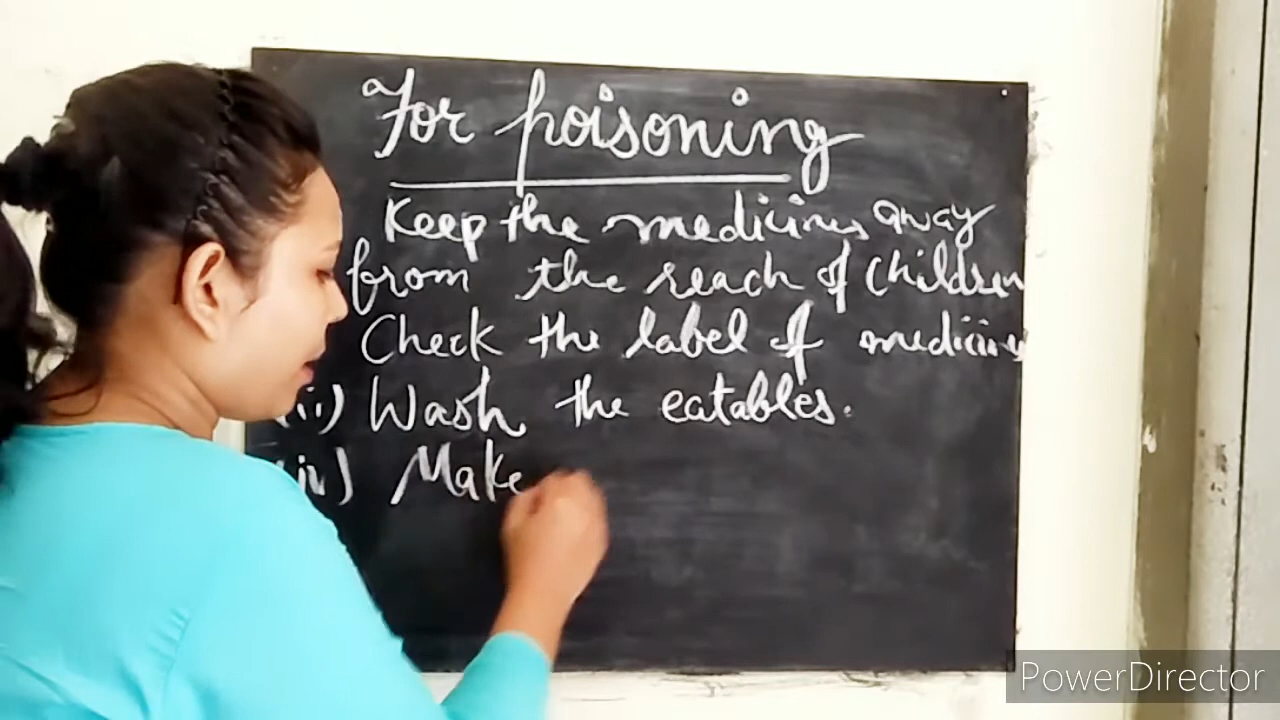 For poisoning
Keep the medicines away
from the reach of children
Check the label of medicine
ii) Wash the eatables.
iv) Make
PowerDirector